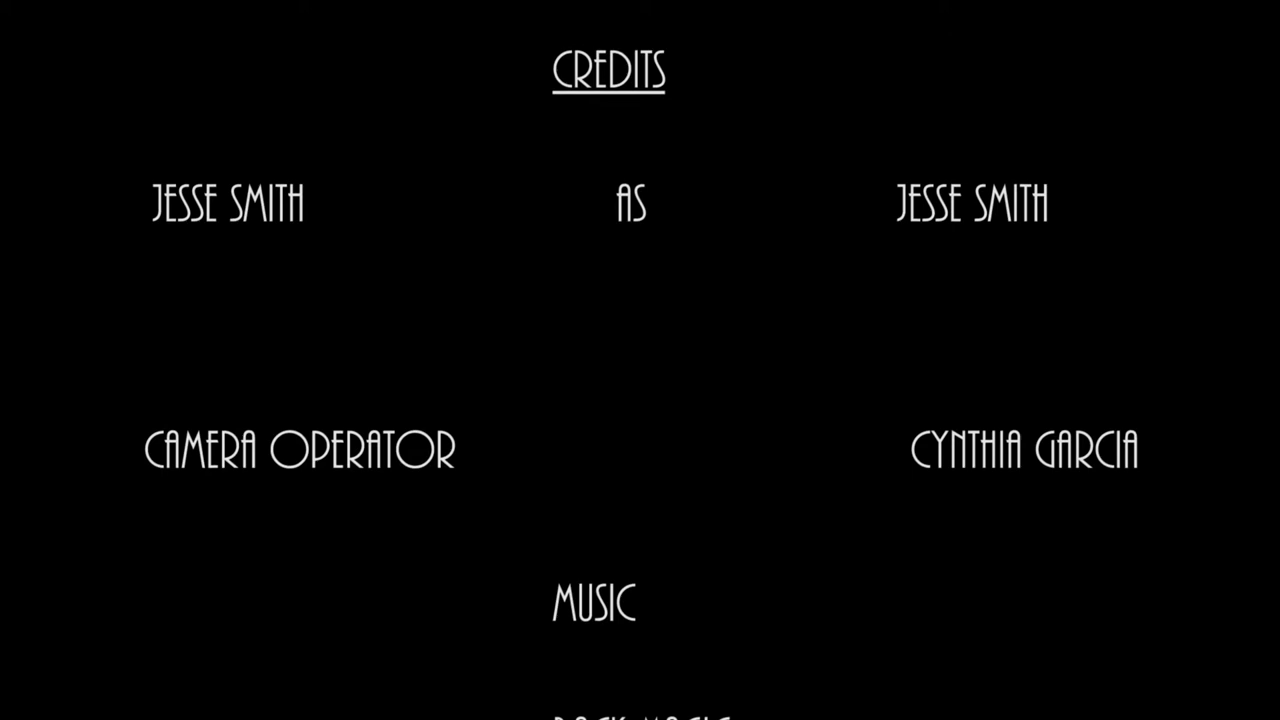 CREDITS
JESSE SMITH AS JESSE SMITH
CAMERA OPERATOR CYNTHIA GARCIA
MUSIC